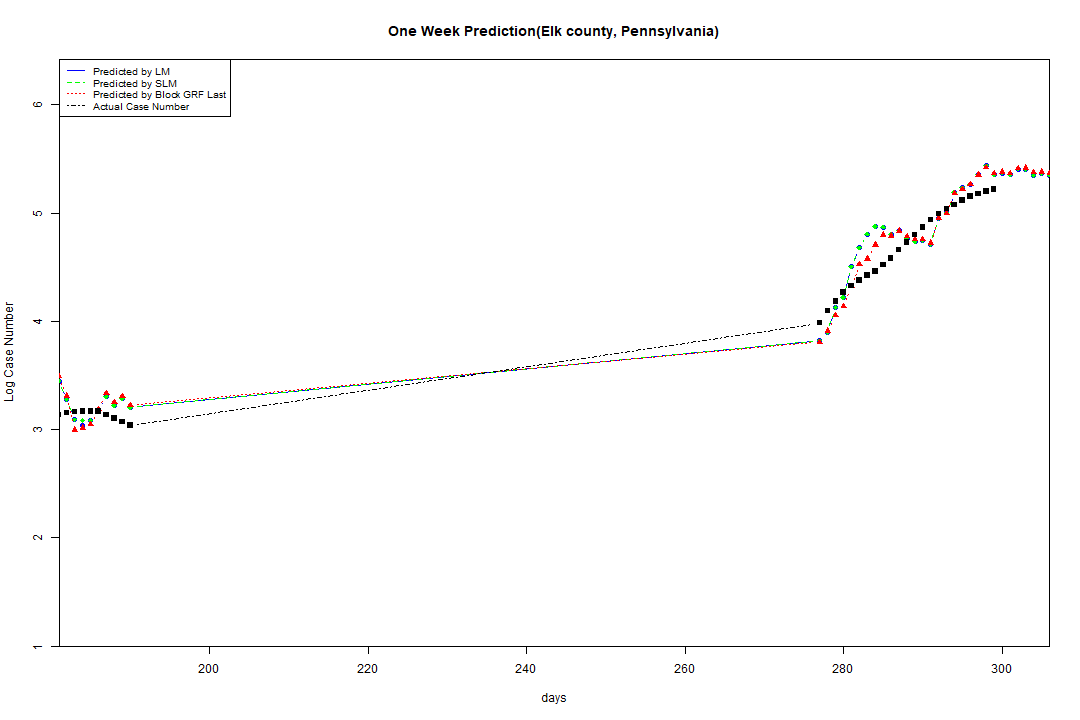 One Week Prediction(Elk county, Pennsylvania)
Predicted by LM
Predicted by SLM
Predicted by Block GRF Last
Actual Case Number
6
5
4
3
2
1
Log Case Number
200
220
240
260
280
300
days